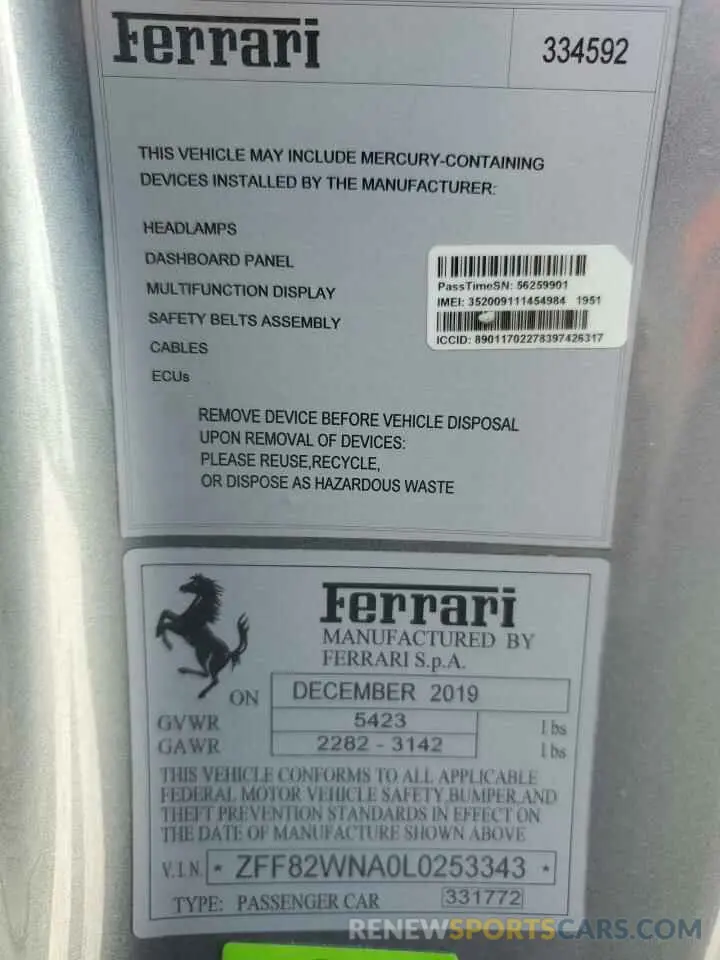 Ferrari
334592
THIS VEHICLE MAY INCLUDE MERCURY-CONTAINING
DEVICES INSTALLED BY THE MANUFACTURER:
HEADLAMPS
DASHBOARD PANEL
MULTIFUNCTION DISPLAY
SAFETY BELTS ASSEMBLY
CABLES
ECUs
PassTimeSN: 56259901
IMEI: 352009111454984 1951
ICCID: 89011702278397426317
REMOVE DEVICE BEFORE VEHICLE DISPOSAL
UPON REMOVAL OF DEVICES:
PLEASE REUSE,RECYCLE,
OR DISPOSE AS HAZARDOUS WASTE
Ferrari
MANUFACTURED BY
FERRARI S.p.A.
ON DECEMBER 2019
GVWR 5423 lbs
GAWR 2282 - 3142 lbs
THIS VEHICLE CONFORMS TO ALL APPLICABLE
FEDERAL MOTOR VEHICLE SAFETY,BUMPER,AND
THEFT PREVENTION STANDARDS IN EFFECT ON
THE DATE OF MANUFACTURE SHOWN ABOVE
V.I.N. * ZFF82WNA0L0253343 *
TYPE: PASSENGER CAR 331772
RENEWSPORTSCARS.COM